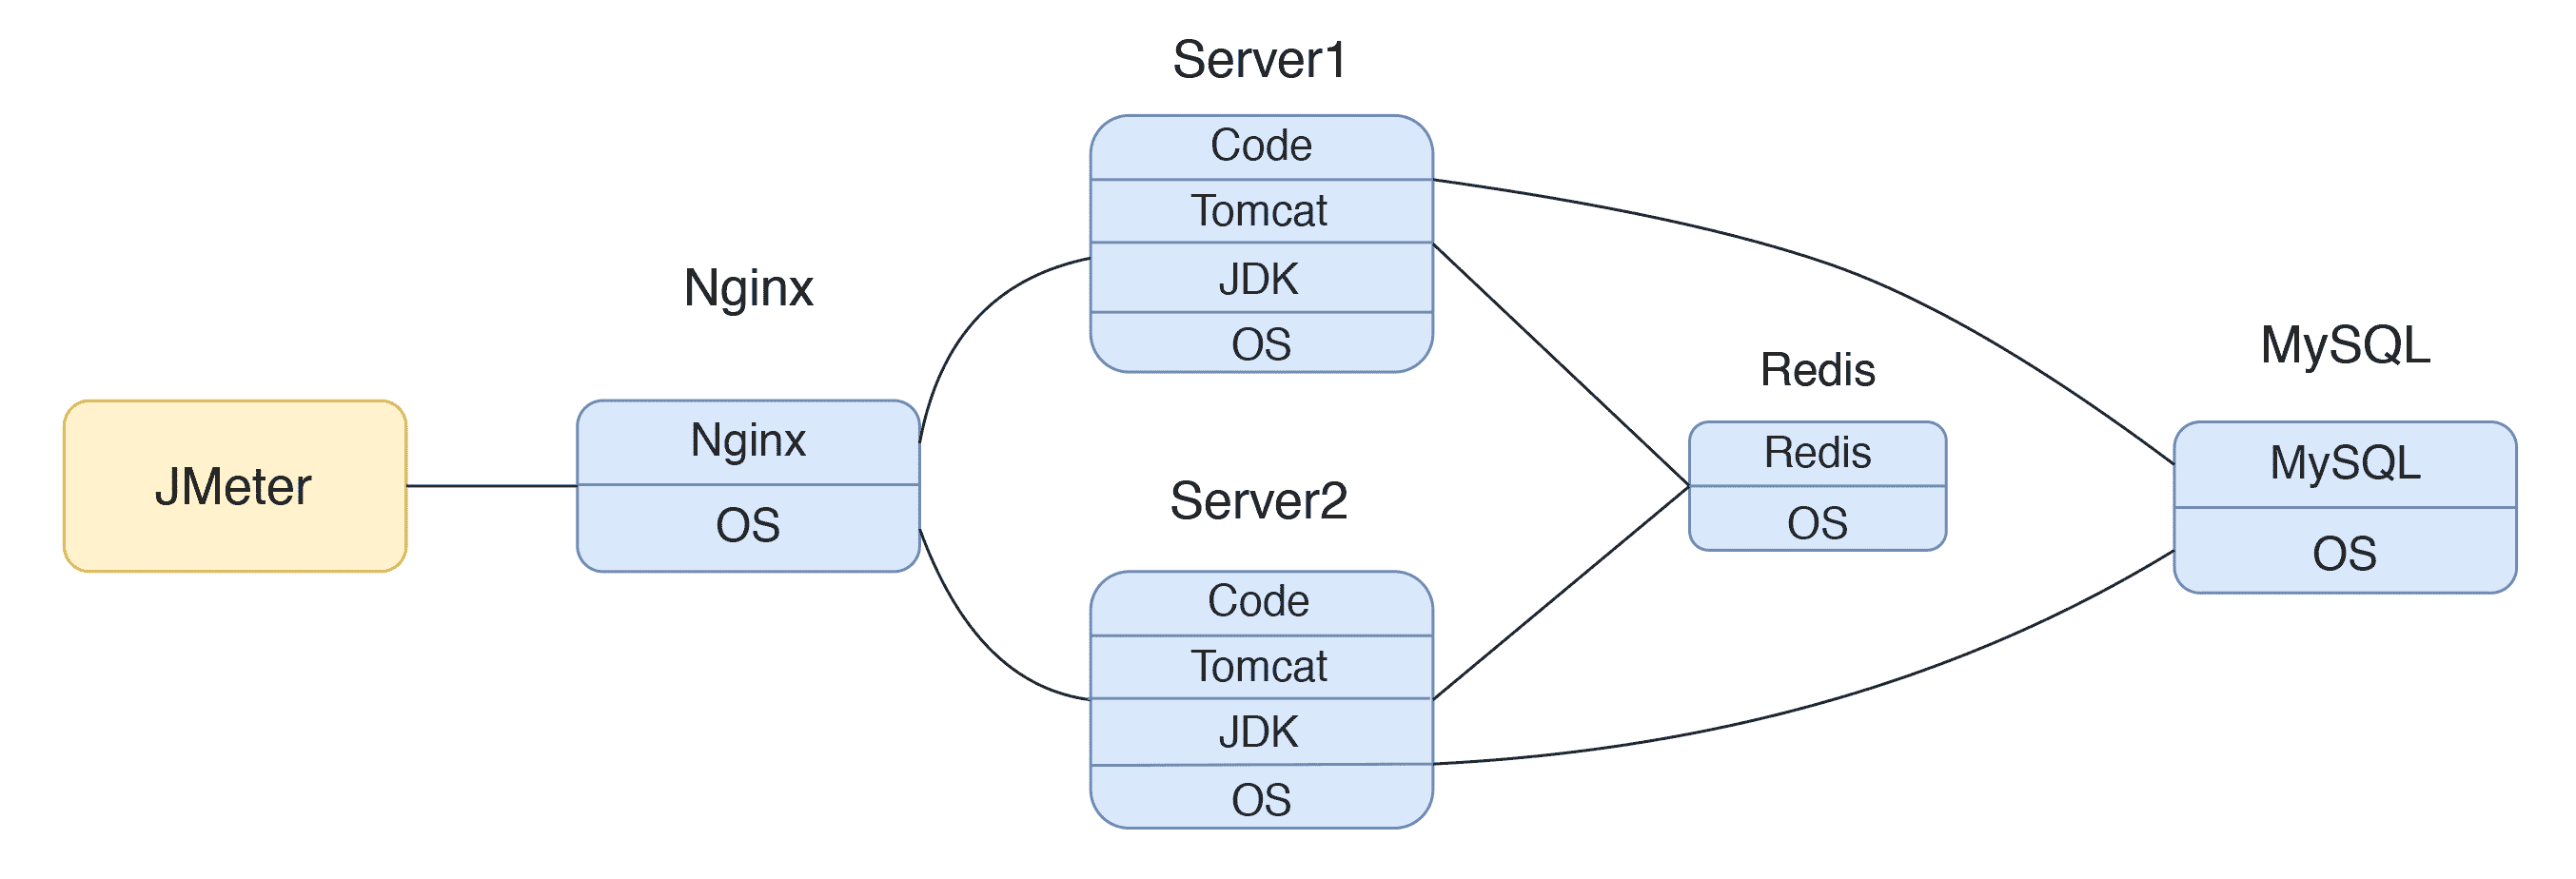 JMeter
Nginx
Nginx
OS
Server1
Code
Tomcat
JDK
OS
Server2
Code
Tomcat
JDK
OS
Redis
Redis
OS
MySQL
MySQL
OS